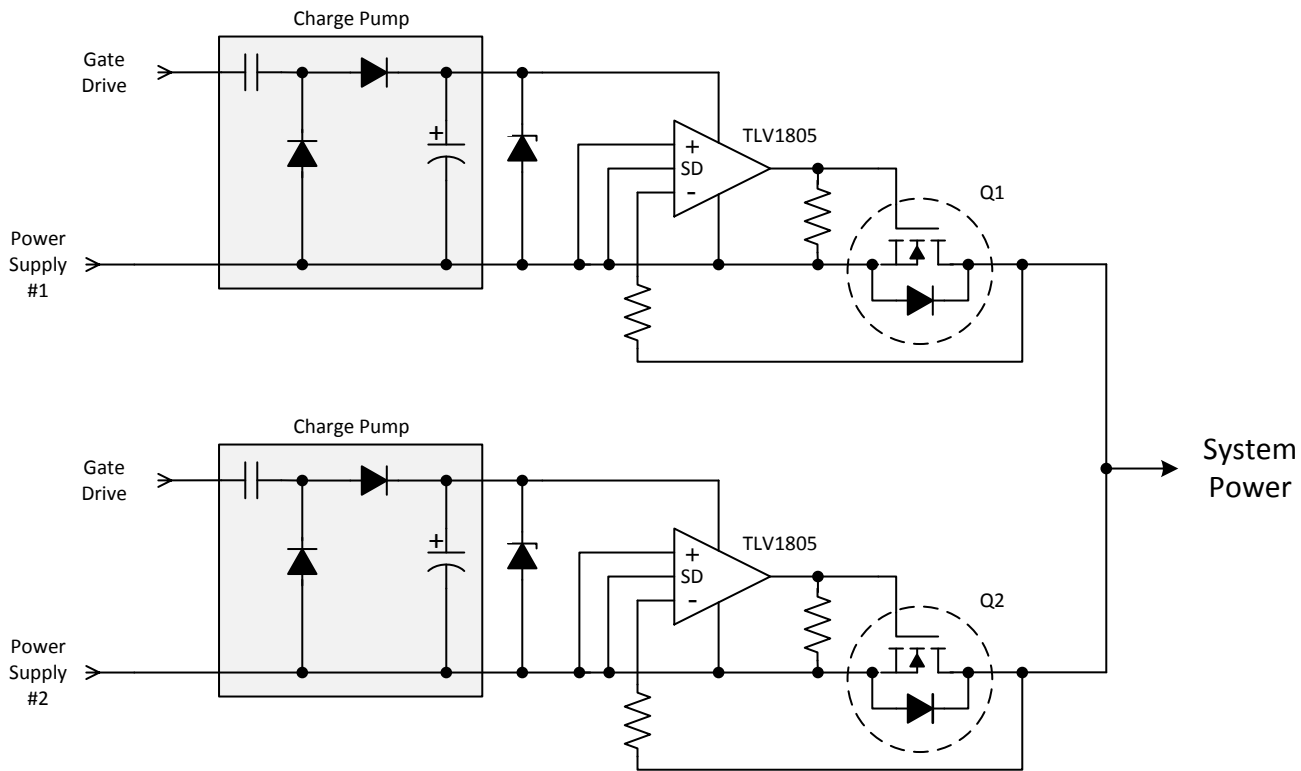 Charge Pump
Gate
Drive
+
TLV1805
+
SD
-
Q1
Power
Supply
#1
Charge Pump
Gate
Drive
+
TLV1805
+
SD
-
Q2
Power
Supply
#2
System
Power